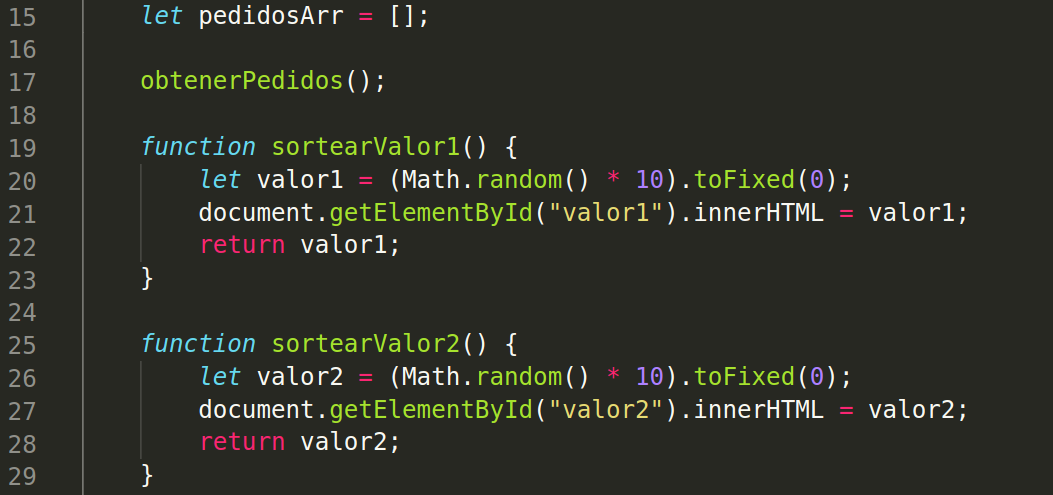 15 let pedidosArr = [];
16
17 obtenerPedidos();
18
19 function sortearValor1() {
20 let valor1 = (Math.random() * 10).toFixed(0);
21 document.getElementById("valor1").innerHTML = valor1;
22 return valor1;
23 }
24
25 function sortearValor2() {
26 let valor2 = (Math.random() * 10).toFixed(0);
27 document.getElementById("valor2").innerHTML = valor2;
28 return valor2;
29 }